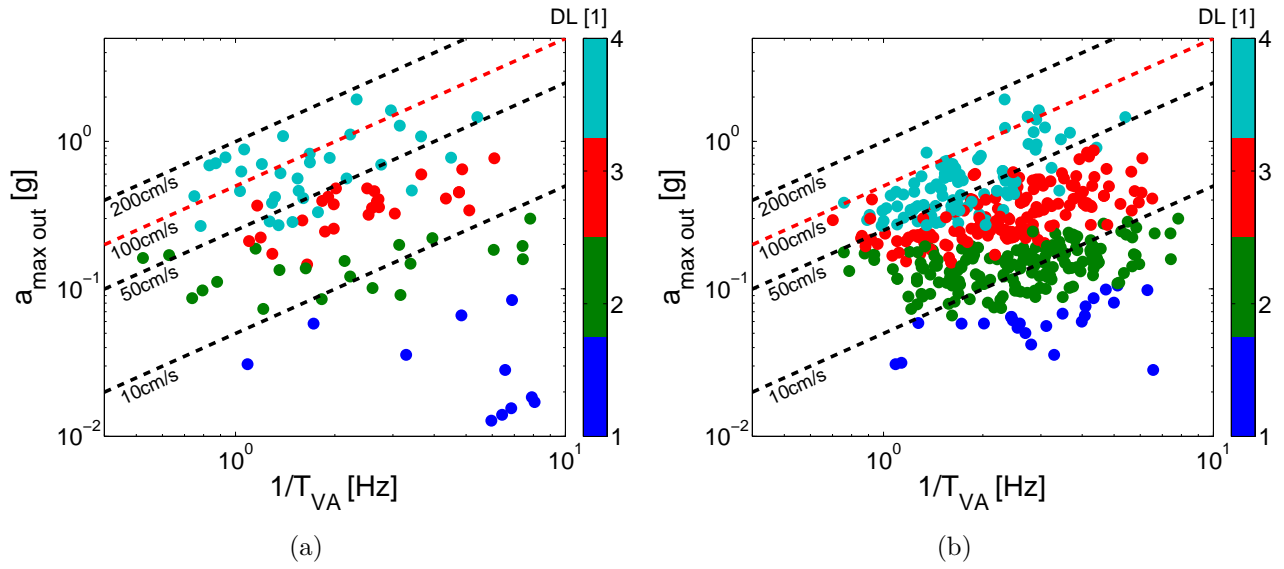 DL [1]
4
3
2
1
10⁰
10⁻¹
10⁻²
a_max out [g]
200cm/s
100cm/s
50cm/s
10cm/s
10⁰
10¹
1/T_VA [Hz]
(a)
DL [1]
4
3
2
1
10⁰
10⁻¹
10⁻²
a_max out [g]
200cm/s
100cm/s
50cm/s
10cm/s
10⁰
10¹
1/T_VA [Hz]
(b)